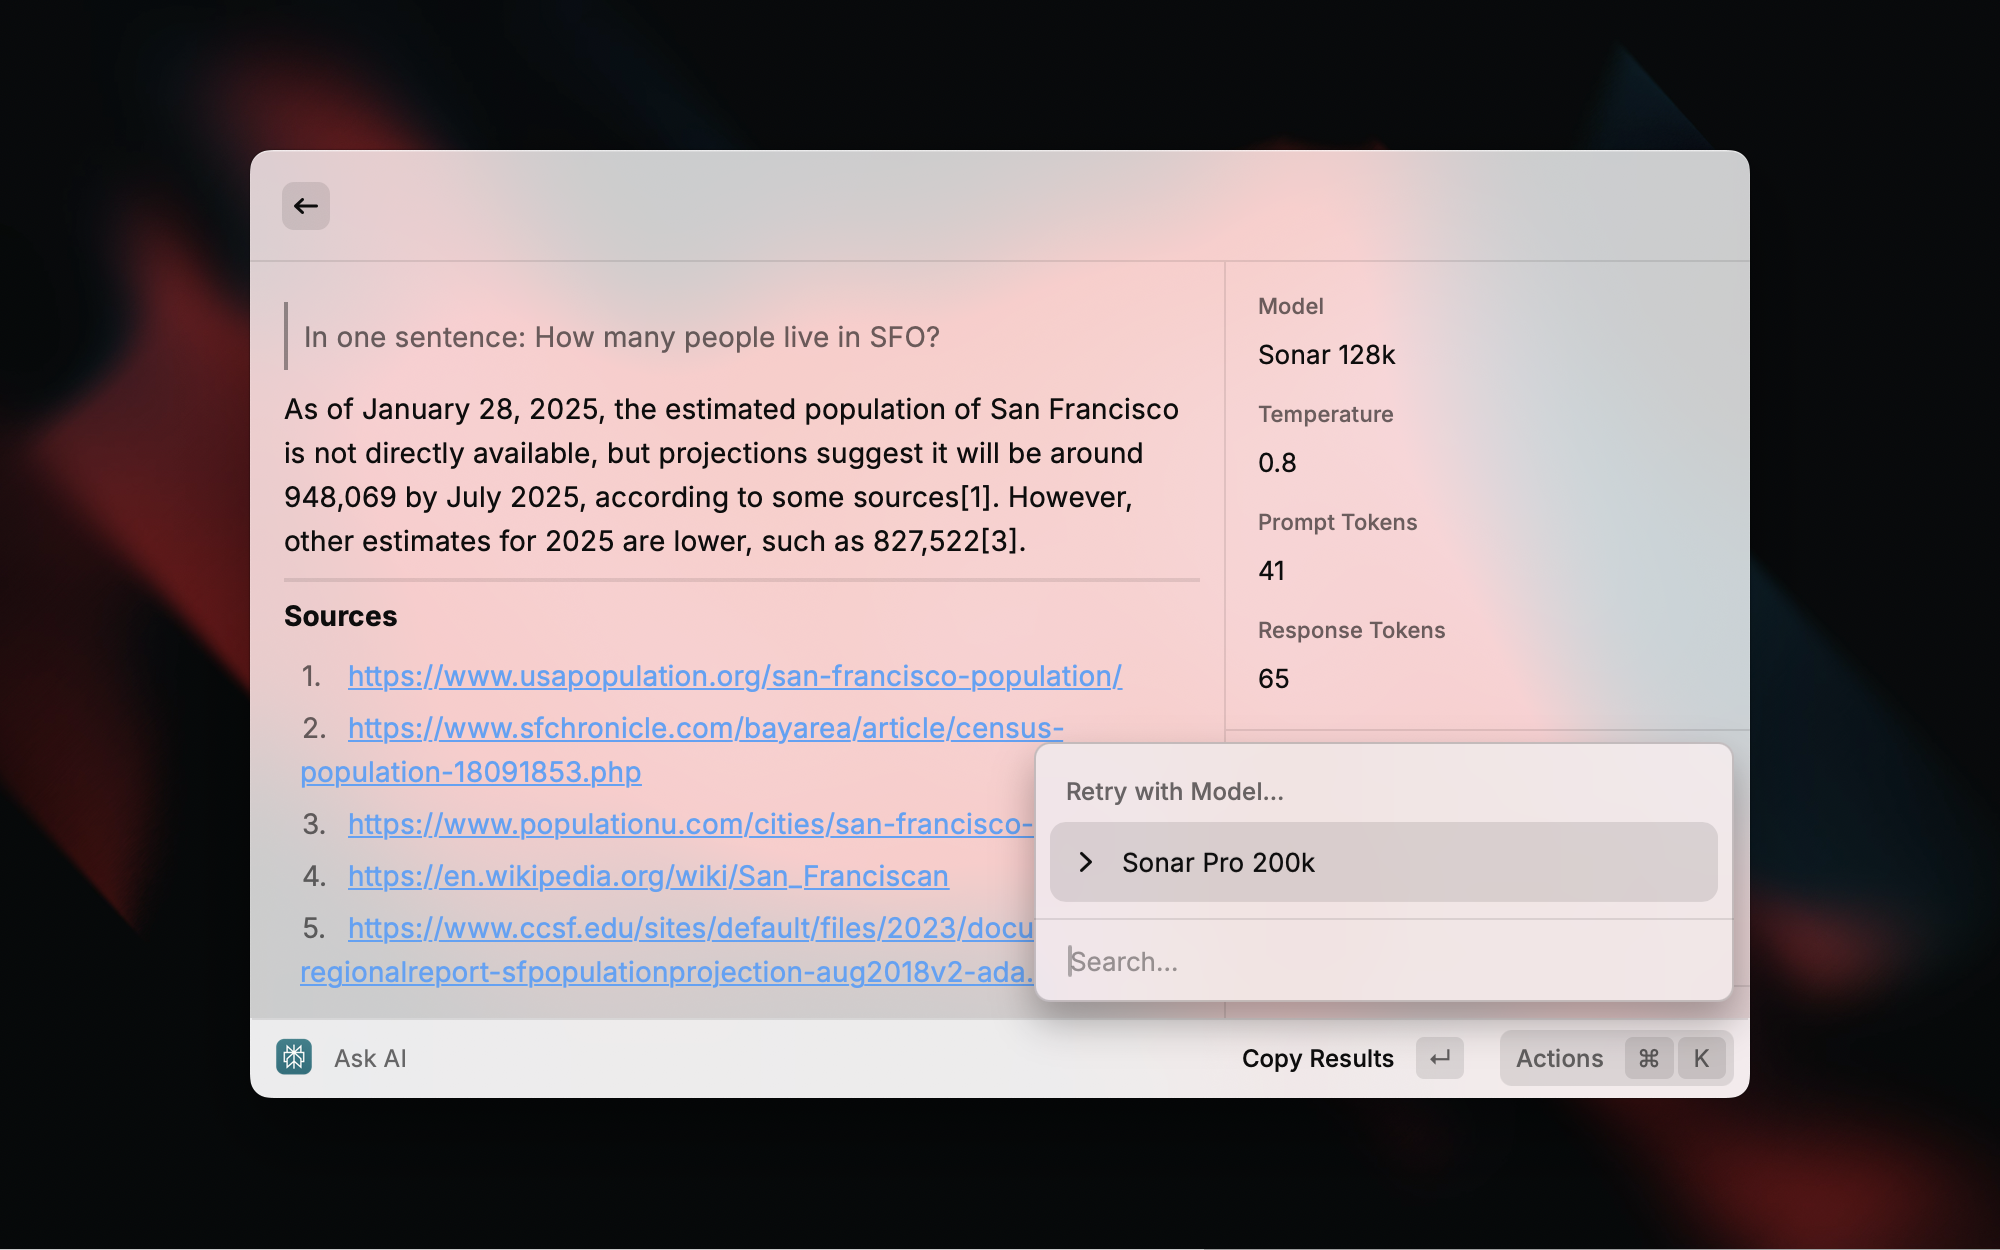 In one sentence: How many people live in SFO?
As of January 28, 2025, the estimated population of San Francisco
is not directly available, but projections suggest it will be around
948,069 by July 2025, according to some sources[1]. However,
other estimates for 2025 are lower, such as 827,522[3].
Sources
1. https://www.usapopulation.org/san-francisco-population/
2. https://www.sfchronicle.com/bayarea/article/census-
population-18091853.php
3. https://www.populationu.com/cities/san-francisco-
4. https://en.wikipedia.org/wiki/San_Franciscan
5. https://www.ccsf.edu/sites/default/files/2023/docu
regionalreport-sfpopulationprojection-aug2018v2-ada.
Model
Sonar 128k
Temperature
0.8
Prompt Tokens
41
Response Tokens
65
Retry with Model...
Sonar Pro 200k
Search...
Ask AI
Copy Results
Actions ⌘ K